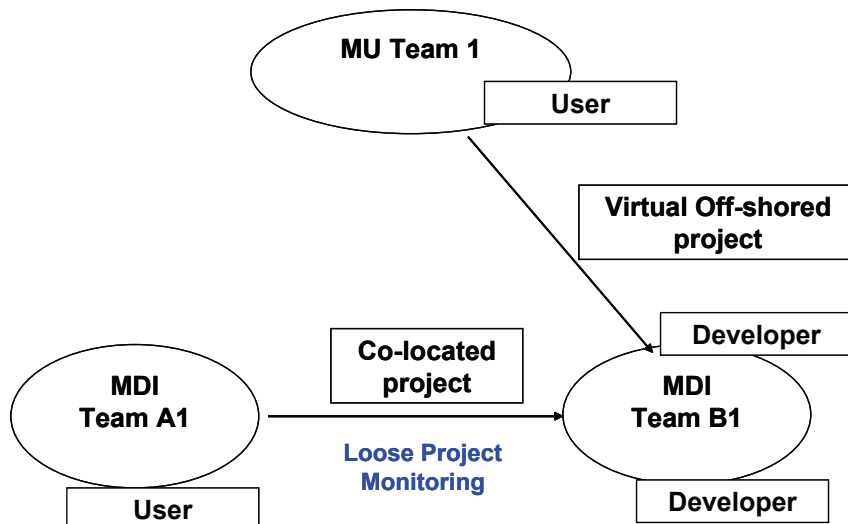 MU Team 1
User
Virtual Off-shored
project
Developer
Co-located
project
MDI
Team A1
MDI
Team B1
Loose Project
Monitoring
User
Developer